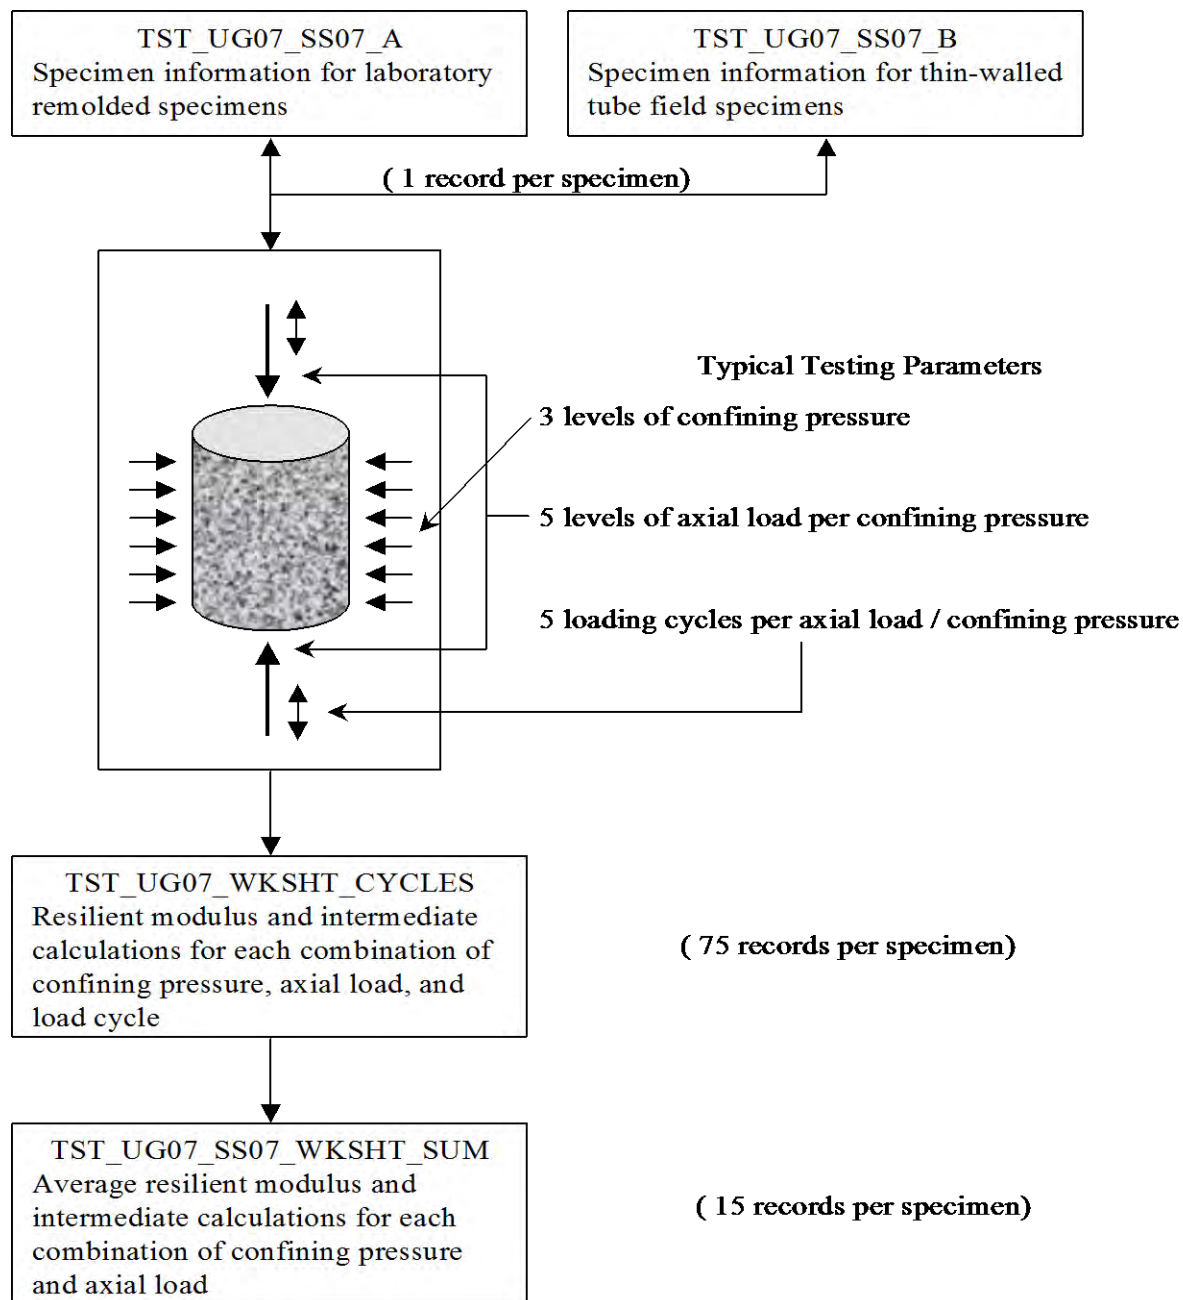 TST_UG07_SS07_A
Specimen information for laboratory
remolded specimens
TST_UG07_SS07_B
Specimen information for thin-walled
tube field specimens
( 1 record per specimen)
Typical Testing Parameters
3 levels of confining pressure
5 levels of axial load per confining pressure
5 loading cycles per axial load / confining pressure
TST_UG07_WKSHT_CYCLES
Resilient modulus and intermediate
calculations for each combination of
confining pressure, axial load, and
load cycle
( 75 records per specimen)
TST_UG07_SS07_WKSHT_SUM
Average resilient modulus and
intermediate calculations for each
combination of confining pressure
and axial load
( 15 records per specimen)